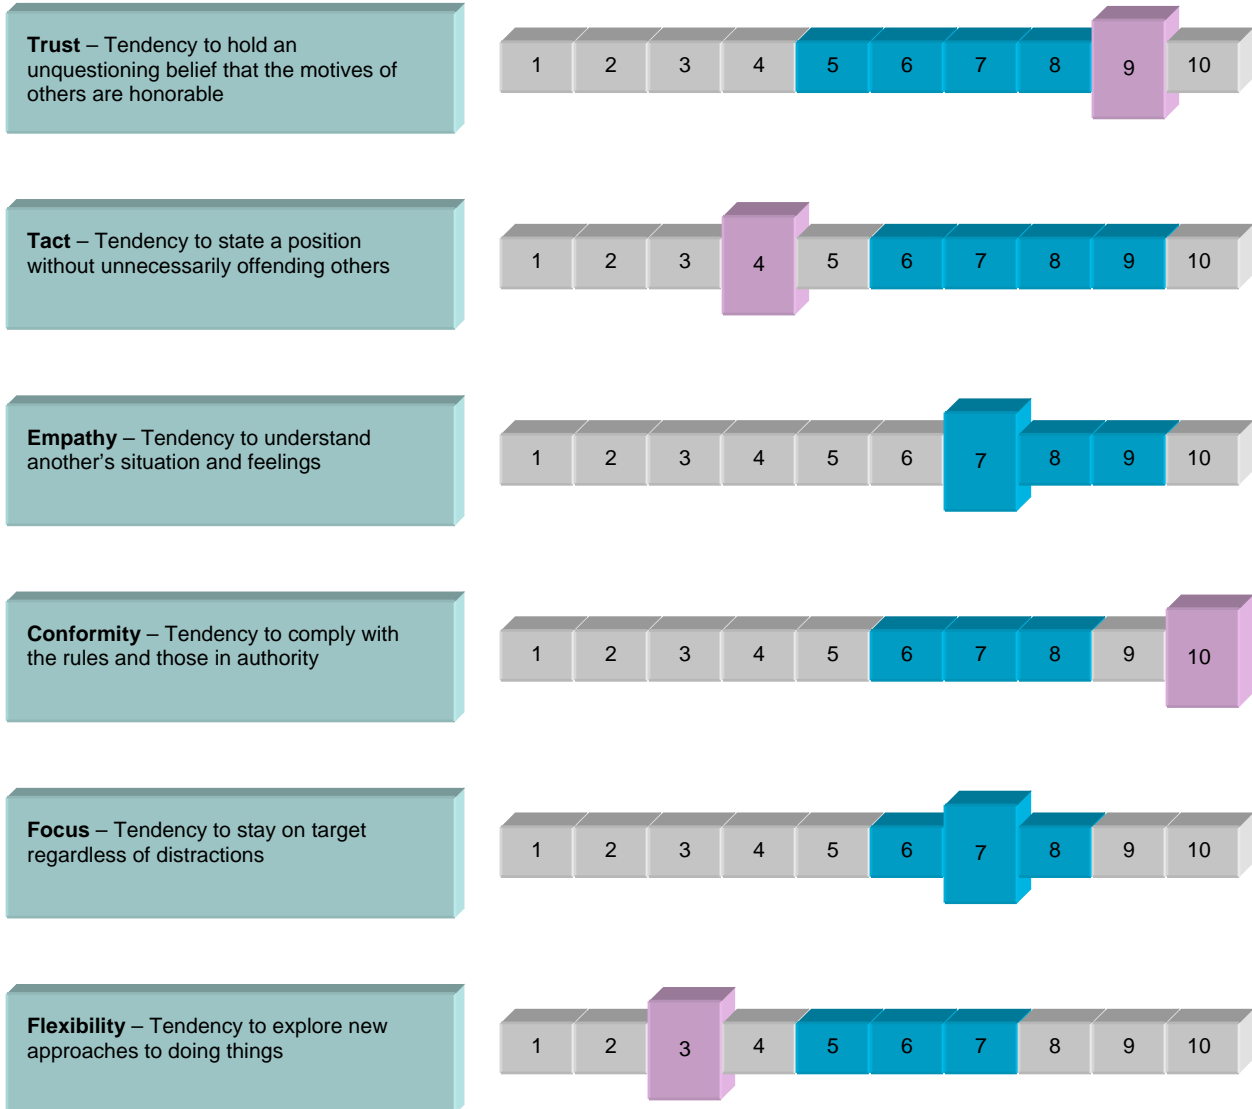 Trust – Tendency to hold an
unquestioning belief that the motives of
others are honorable
1 2 3 4 5 6 7 8 9 10
Tact – Tendency to state a position
without unnecessarily offending others
1 2 3 4 5 6 7 8 9 10
Empathy – Tendency to understand
another’s situation and feelings
1 2 3 4 5 6 7 8 9 10
Conformity – Tendency to comply with
the rules and those in authority
1 2 3 4 5 6 7 8 9 10
Focus – Tendency to stay on target
regardless of distractions
1 2 3 4 5 6 7 8 9 10
Flexibility – Tendency to explore new
approaches to doing things
1 2 3 4 5 6 7 8 9 10